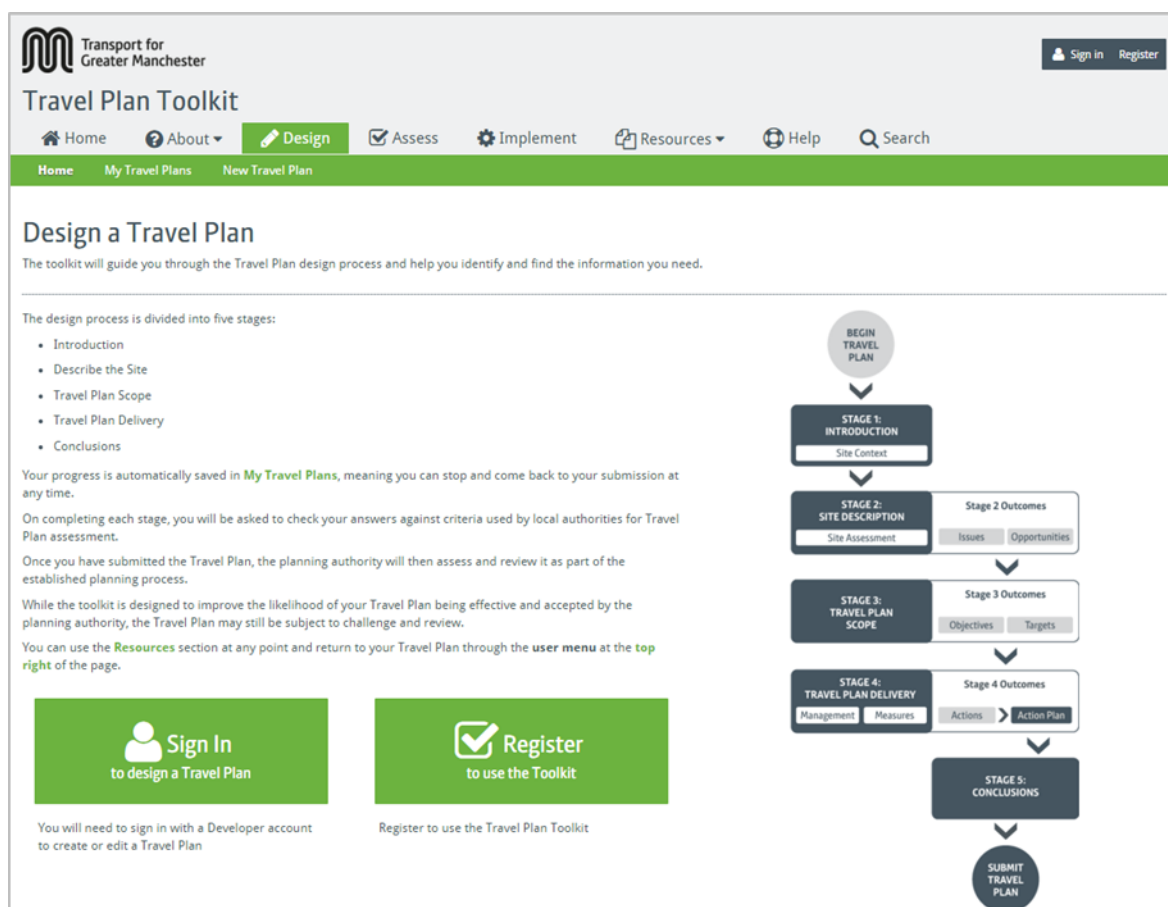 Transport for
Greater Manchester
Sign in Register
Travel Plan Toolkit
Home About Design Assess Implement Resources Help Search
Home My Travel Plans New Travel Plan
Design a Travel Plan
The toolkit will guide you through the Travel Plan design process and help you identify and find the information you need.
The design process is divided into five stages:
• Introduction
• Describe the Site
• Travel Plan Scope
• Travel Plan Delivery
• Conclusions
Your progress is automatically saved in My Travel Plans, meaning you can stop and come back to your submission at
any time.
On completing each stage, you will be asked to check your answers against criteria used by local authorities for Travel
Plan assessment.
Once you have submitted the Travel Plan, the planning authority will then assess and review it as part of the
established planning process.
While the toolkit is designed to improve the likelihood of your Travel Plan being effective and accepted by the
planning authority, the Travel Plan may still be subject to challenge and review.
You can use the Resources section at any point and return to your Travel Plan through the user menu at the top
right of the page.
Sign In
to design a Travel Plan
You will need to sign in with a Developer account
to create or edit a Travel Plan
Register
to use the Toolkit
Register to use the Travel Plan Toolkit
BEGIN
TRAVEL
PLAN
STAGE 1:
INTRODUCTION
Site Context
STAGE 2:
SITE DESCRIPTION
Site Assessment
Stage 2 Outcomes
Issues Opportunities
STAGE 3:
TRAVEL PLAN
SCOPE
Stage 3 Outcomes
Objectives Targets
STAGE 4:
TRAVEL PLAN DELIVERY
Management Measures
Stage 4 Outcomes
Actions Action Plan
STAGE 5:
CONCLUSIONS
SUBMIT
TRAVEL
PLAN